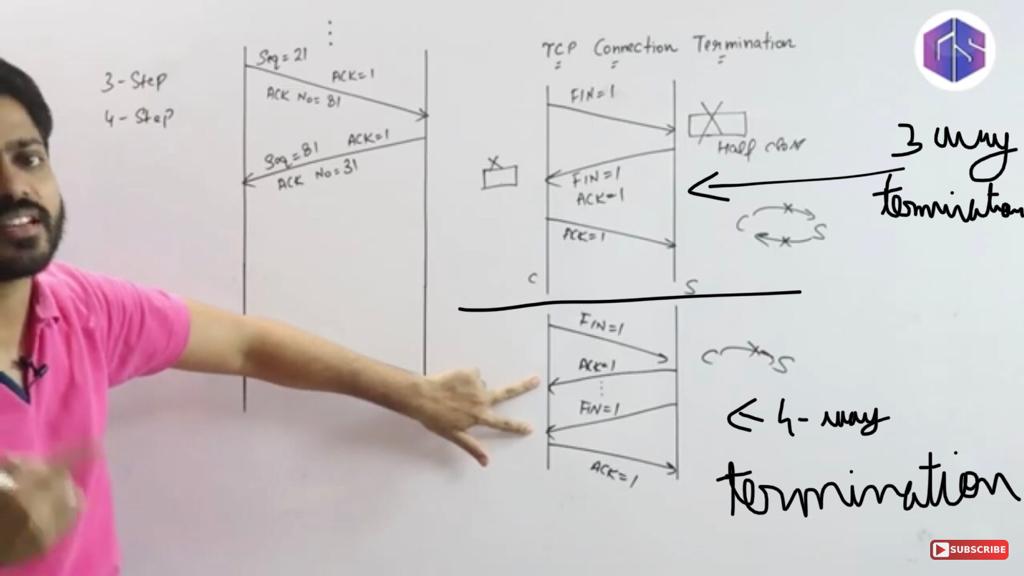 3-Step
4-Step
Seq=21
ACK=1
ACK No=81
ACK=1
Seq=81
ACK No=31
TCP Connection Termination
FIN=1
Half close
FIN=1
ACK=1
ACK=1
C
S
C
S
3 way
termination
FIN=1
ACK=1
FIN=1
ACK=1
C
S
4-way
termination
SUBSCRIBE